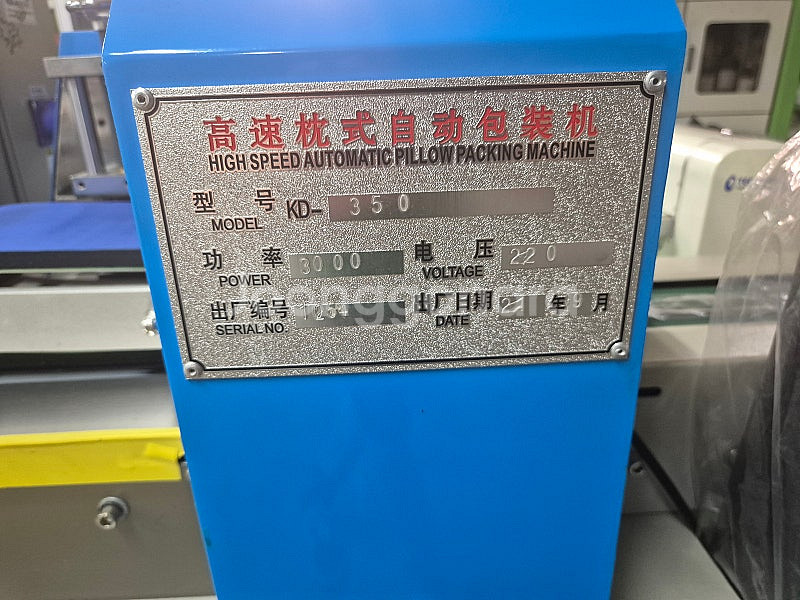 高速枕式自动包装机
HIGH SPEED AUTOMATIC PILLOW PACKING MACHINE
型 号 KD- 350
MODEL
功 率 3000 电 压 220
POWER VOLTAGE
出厂编号 出厂日期 年 9 月
SERIAL NO. DATE